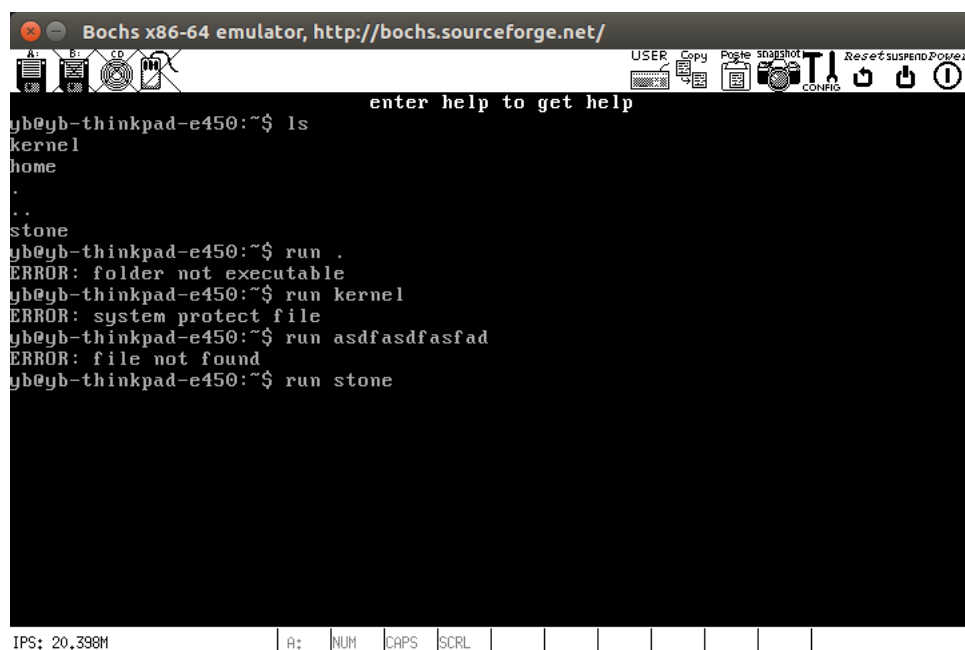 Bochs x86-64 emulator, http://bochs.sourceforge.net/
A: B: CD USER Copy Paste snapshot CONFIG Reset SUSPEND Power
enter help to get help
yb@yb-thinkpad-e450:~$ ls
kernel
home
.
..
stone
yb@yb-thinkpad-e450:~$ run .
ERROR: folder not executable
yb@yb-thinkpad-e450:~$ run kernel
ERROR: system protect file
yb@yb-thinkpad-e450:~$ run asdfasdfasfad
ERROR: file not found
yb@yb-thinkpad-e450:~$ run stone
IPS: 20.398M A: NUM CAPS SCRL